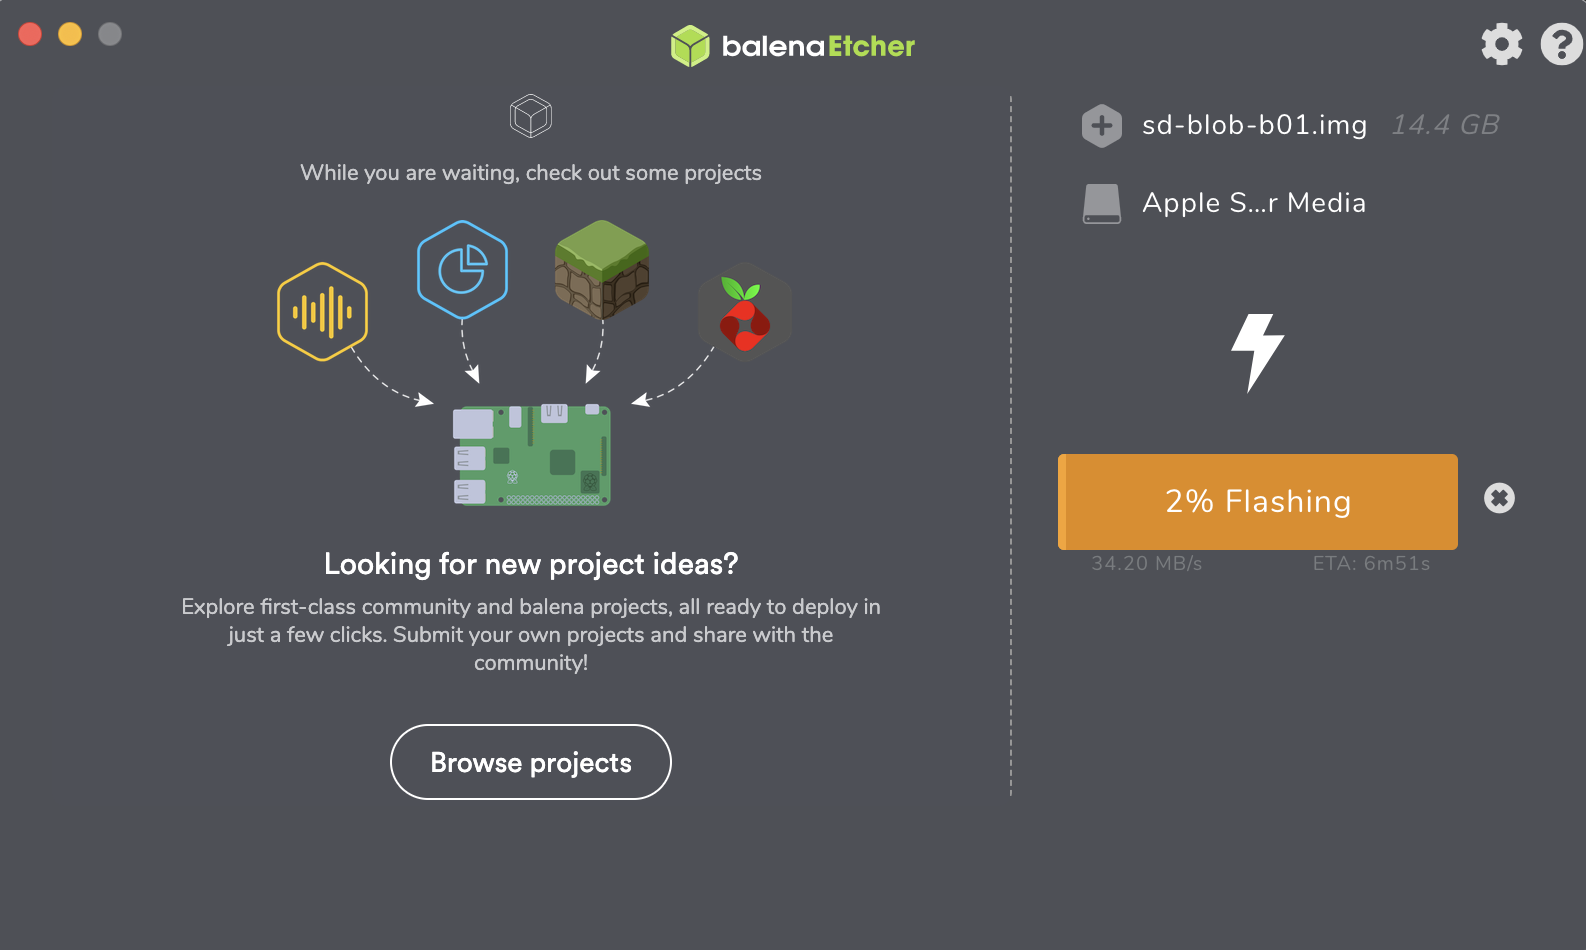 balenaEtcher
While you are waiting, check out some projects
Looking for new project ideas?
Explore first-class community and balena projects, all ready to deploy in
just a few clicks. Submit your own projects and share with the
community!
Browse projects
sd-blob-b01.img 14.4 GB
Apple S...r Media
2% Flashing
34.20 MB/s ETA: 6m51s